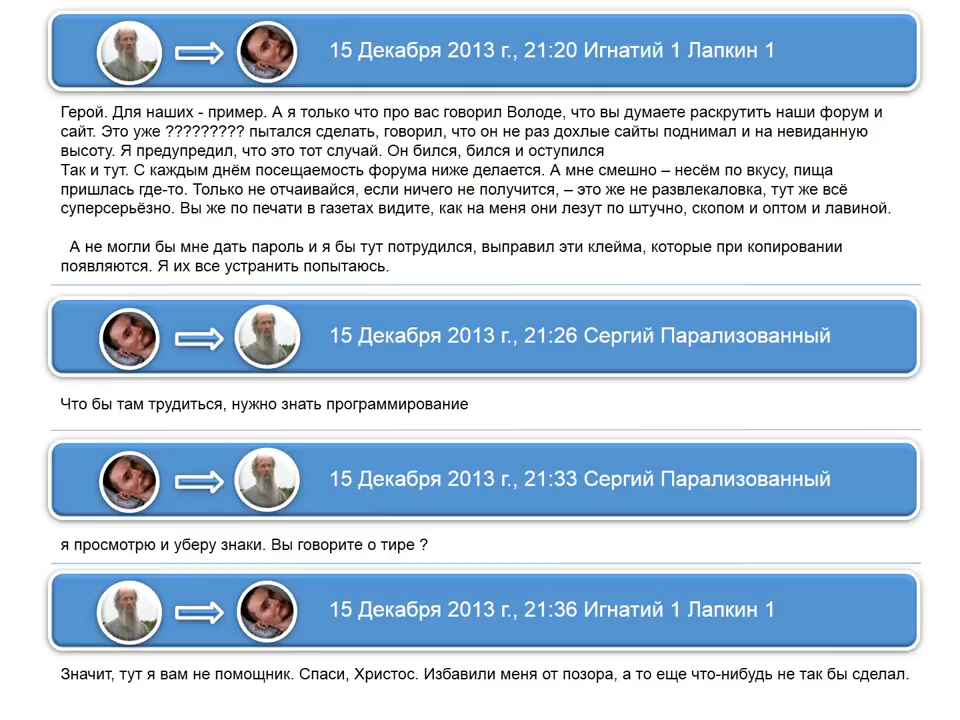 15 Декабря 2013 г., 21:20 Игнатий 1 Лапкин 1
Герой. Для наших - пример. А я только что про вас говорил Володе, что вы думаете раскрутить наши форум и
сайт. Это уже ????????? пытался сделать, говорил, что он не раз дохлые сайты поднимал и на невиданную
высоту. Я предупредил, что это тот случай. Он бился, бился и оступился
Так и тут. С каждым днём посещаемость форума ниже делается. А мне смешно – несём по вкусу, пища
пришлась где-то. Только не отчаивайся, если ничего не получится, – это же не развлекаловка, тут же всё
суперсерьёзно. Вы же по печати в газетах видите, как на меня они лезут по штучно, скопом и оптом и лавиной.
А не могли бы мне дать пароль и я бы тут потрудился, выправил эти клейма, которые при копировании
появляются. Я их все устранить попытаюсь.
15 Декабря 2013 г., 21:26 Сергий Парализованный
Что бы там трудиться, нужно знать программирование
15 Декабря 2013 г., 21:33 Сергий Парализованный
я просмотрю и уберу знаки. Вы говорите о тире ?
15 Декабря 2013 г., 21:36 Игнатий 1 Лапкин 1
Значит, тут я вам не помощник. Спаси, Христос. Избавили меня от позора, а то еще что-нибудь не так бы сделал.